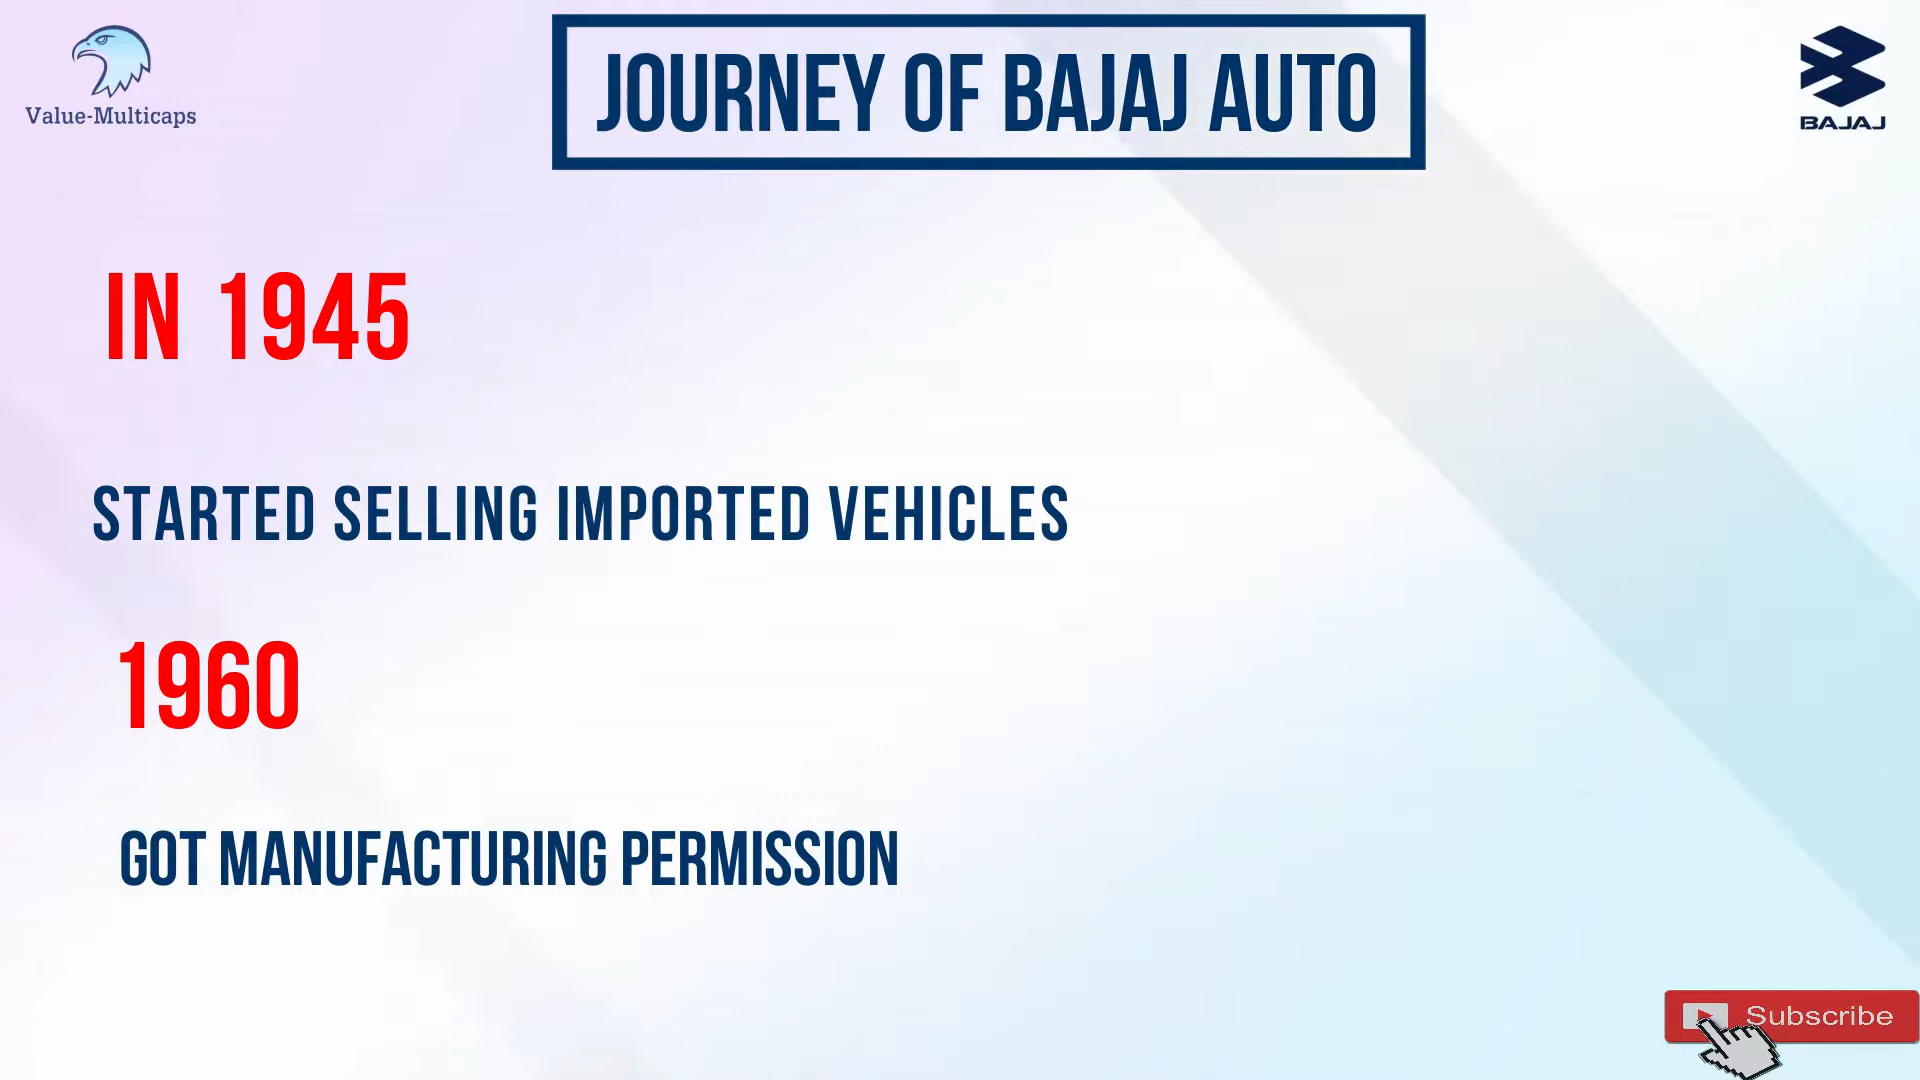 Value-Multicaps
JOURNEY OF BAJAJ AUTO
BAJAJ
IN 1945
STARTED SELLING IMPORTED VEHICLES
1960
GOT MANUFACTURING PERMISSION
Subscribe